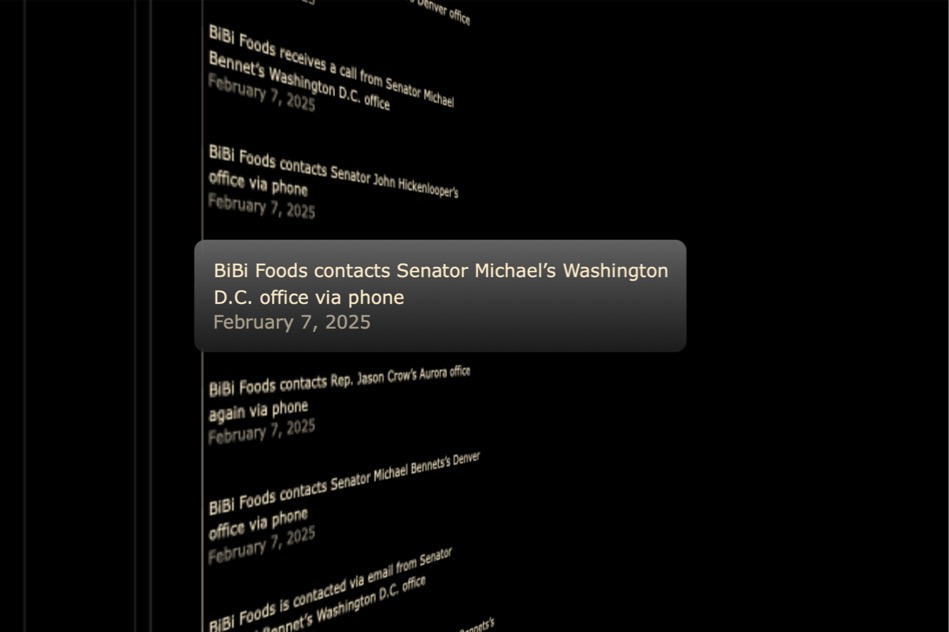 Denver office
BiBi Foods receives a call from Senator Michael
Bennet's Washington D.C. office
February 7, 2025
BiBi Foods contacts Senator John Hickenlooper's
office via phone
February 7, 2025
BiBi Foods contacts Senator Michael’s Washington
D.C. office via phone
February 7, 2025
BiBi Foods contacts Rep. Jason Crow's Aurora office
again via phone
February 7, 2025
BiBi Foods contacts Senator Michael Bennets's Denver
office via phone
February 7, 2025
BiBi Foods is contacted via email from Senator
Bennet's Washington D.C. office